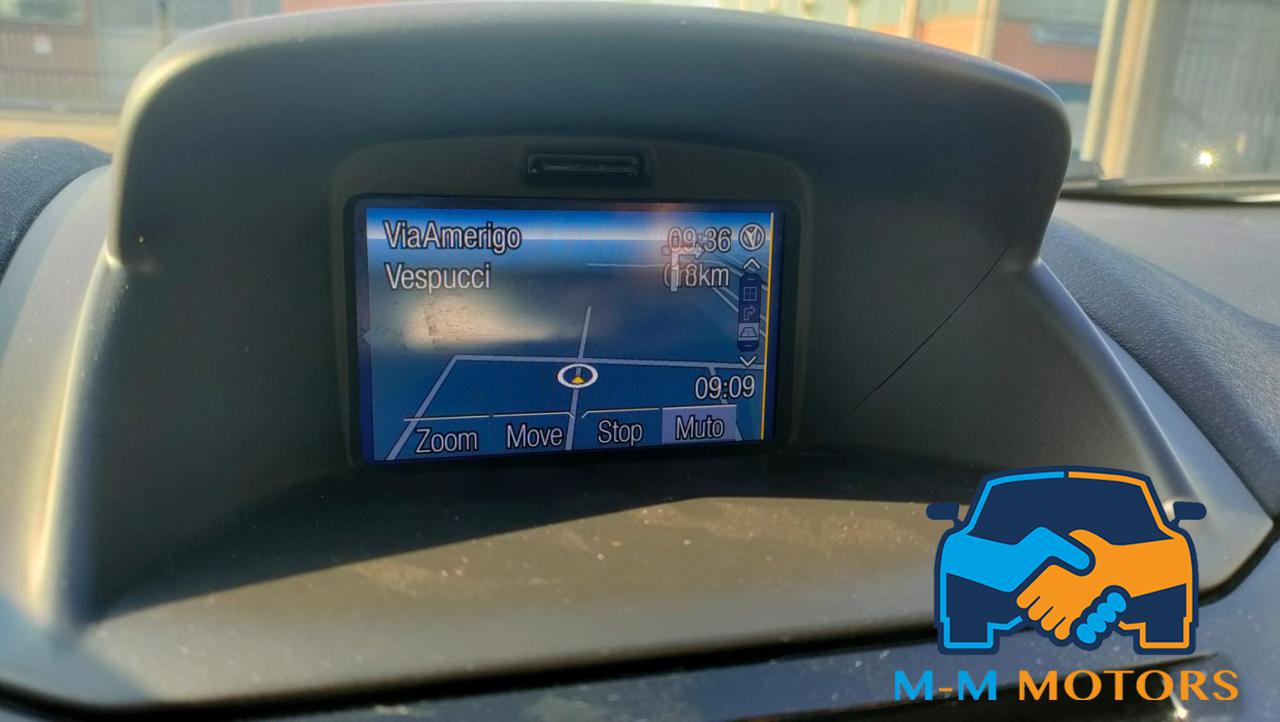 ViaAmerigo
Vespucci
09:36
18km
09:09
Zoom Move Stop Muto
M-M MOTORS